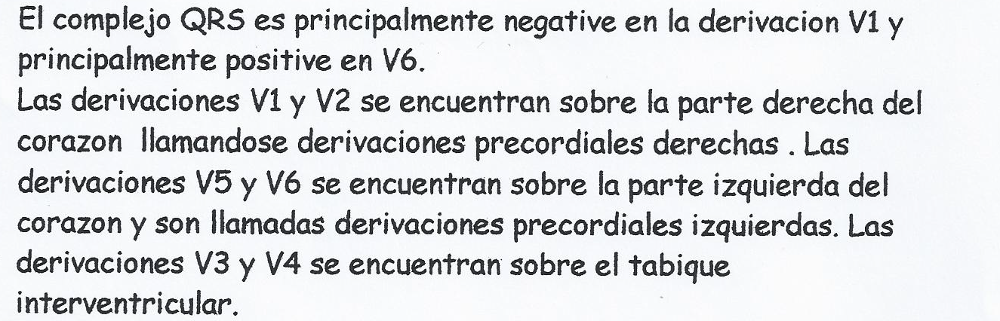 El complejo QRS es principalmente negative en la derivacion V1 y
principalmente positive en V6.
Las derivaciones V1 y V2 se encuentran sobre la parte derecha del
corazon llamandose derivaciones precordiales derechas . Las
derivaciones V5 y V6 se encuentran sobre la parte izquierda del
corazon y son llamadas derivaciones precordiales izquierdas. Las
derivaciones V3 y V4 se encuentran sobre el tabique
interventricular.